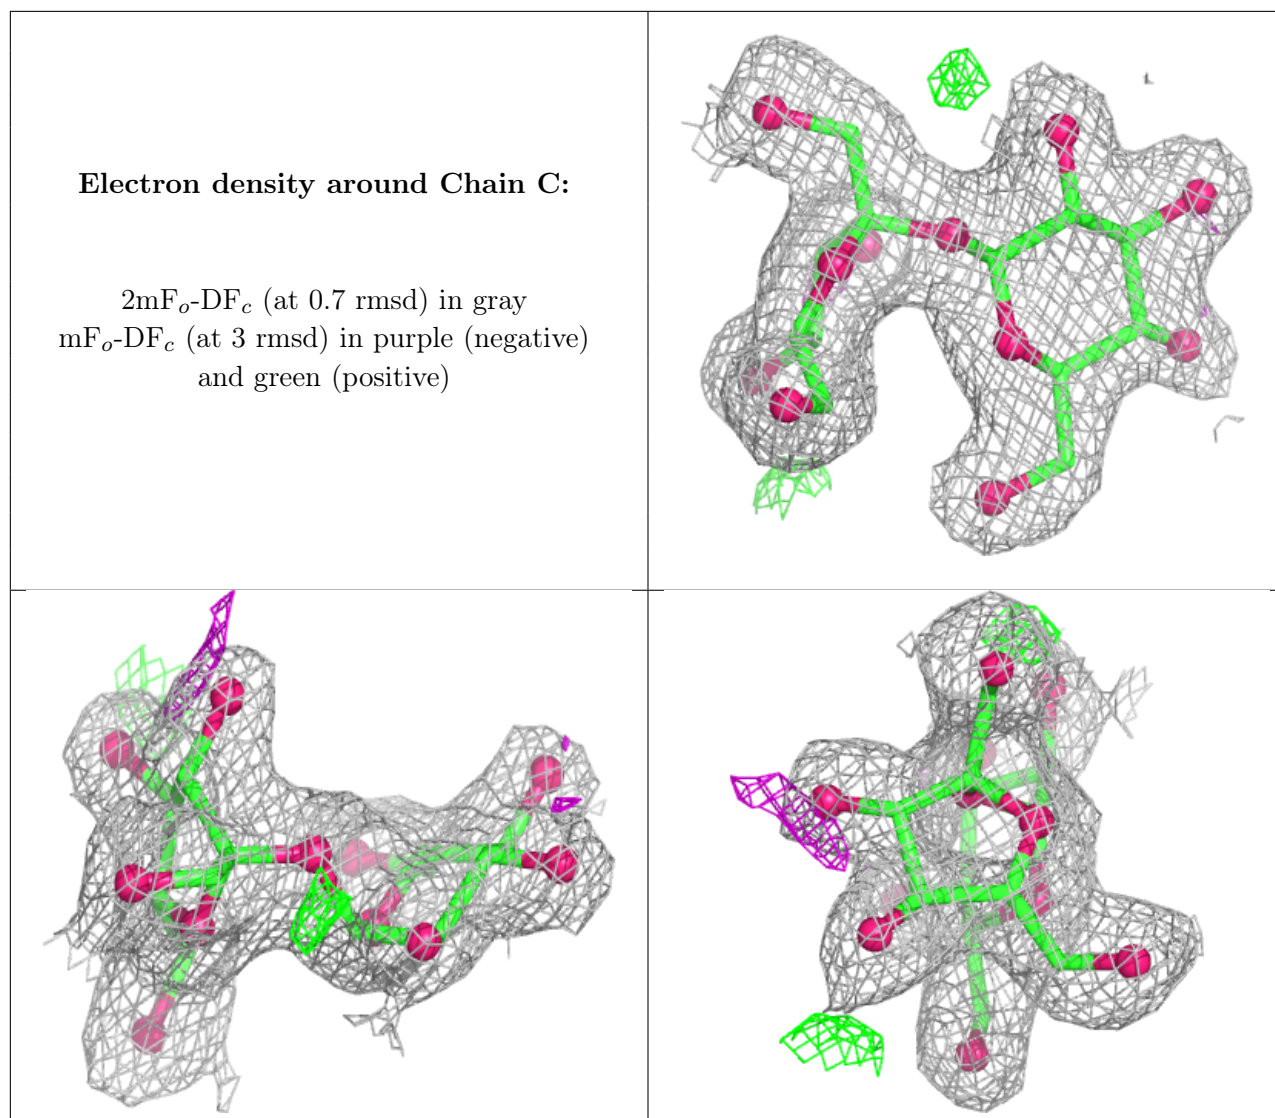 Electron density around Chain C:
2mFₒ-DF𝒸 (at 0.7 rmsd) in gray
mFₒ-DF𝒸 (at 3 rmsd) in purple (negative)
and green (positive)